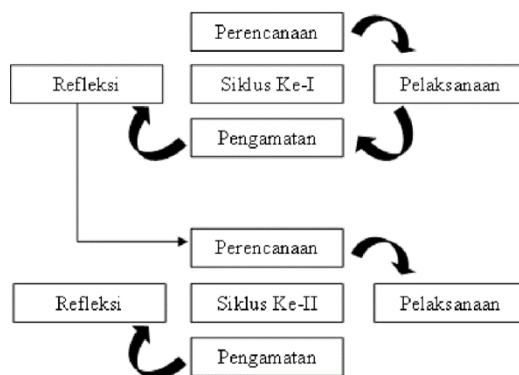 Perencanaan
Refleksi
Siklus Ke-I
Pelaksanaan
Pengamatan
Perencanaan
Refleksi
Siklus Ke-II
Pelaksanaan
Pengamatan